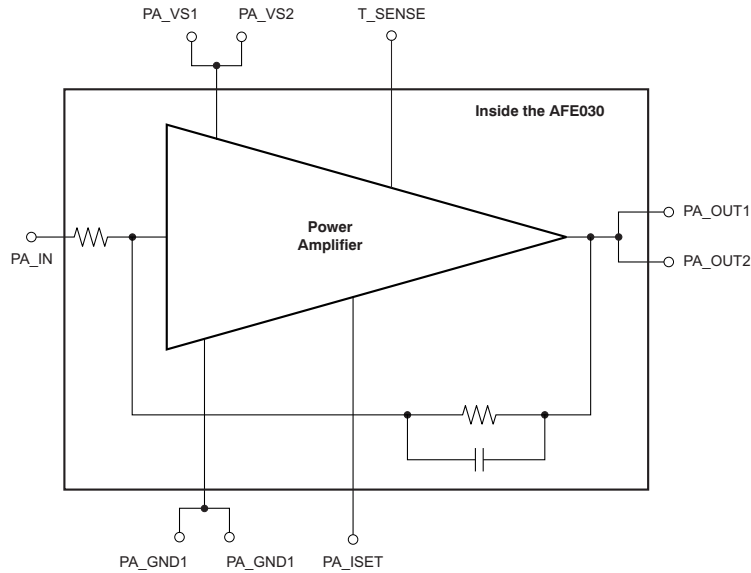 PA_VS1
PA_VS2
T_SENSE
Inside the AFE030
Power
Amplifier
PA_IN
PA_OUT1
PA_OUT2
PA_GND1
PA_GND1
PA_ISET